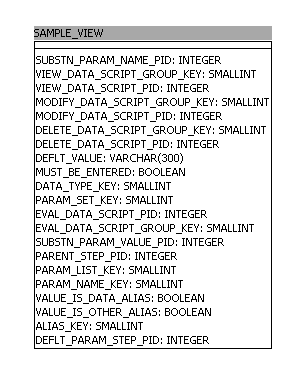 SAMPLE_VIEW
SUBSTN_PARAM_NAME_PID: INTEGER
VIEW_DATA_SCRIPT_GROUP_KEY: SMALLINT
VIEW_DATA_SCRIPT_PID: INTEGER
MODIFY_DATA_SCRIPT_GROUP_KEY: SMALLINT
MODIFY_DATA_SCRIPT_PID: INTEGER
DELETE_DATA_SCRIPT_GROUP_KEY: SMALLINT
DELETE_DATA_SCRIPT_PID: INTEGER
DEFLT_VALUE: VARCHAR(300)
MUST_BE_ENTERED: BOOLEAN
DATA_TYPE_KEY: SMALLINT
PARAM_SET_KEY: SMALLINT
EVAL_DATA_SCRIPT_PID: INTEGER
EVAL_DATA_SCRIPT_GROUP_KEY: SMALLINT
SUBSTN_PARAM_VALUE_PID: INTEGER
PARENT_STEP_PID: INTEGER
PARAM_LIST_KEY: SMALLINT
PARAM_NAME_KEY: SMALLINT
VALUE_IS_DATA_ALIAS: BOOLEAN
VALUE_IS_OTHER_ALIAS: BOOLEAN
ALIAS_KEY: SMALLINT
DEFLT_PARAM_STEP_PID: INTEGER